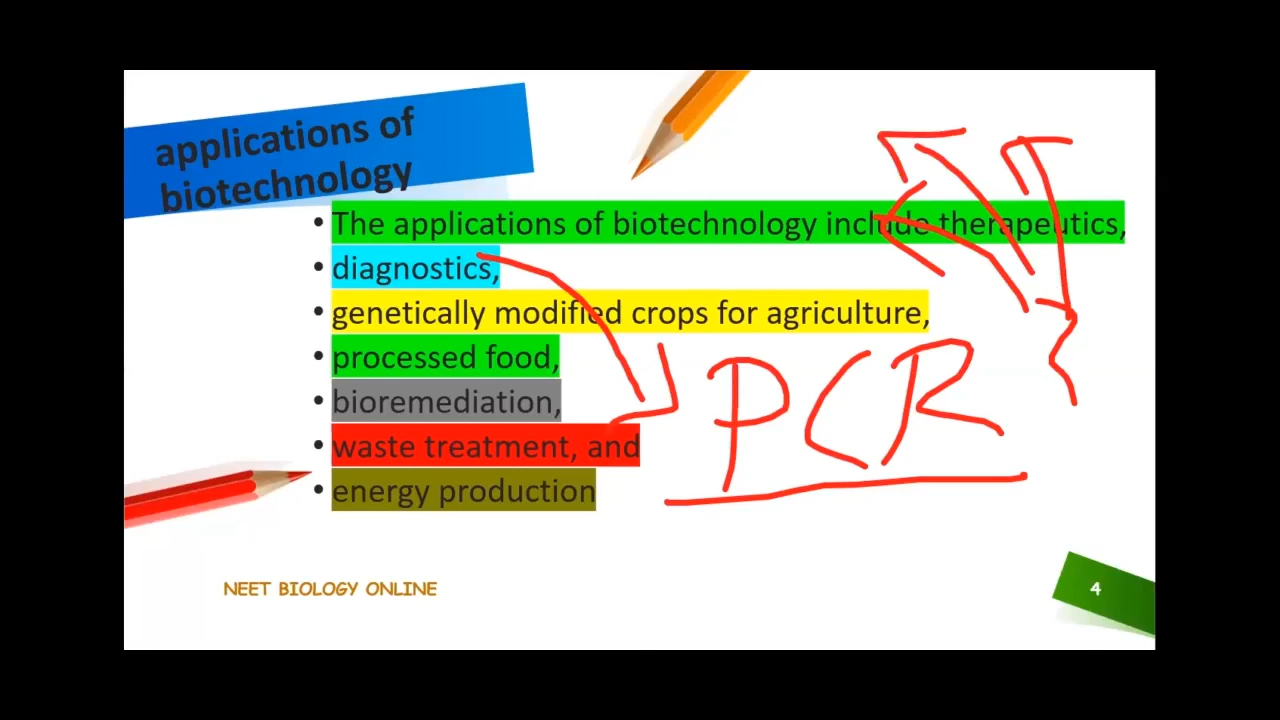 applications of
biotechnology
• The applications of biotechnology include therapeutics,
• diagnostics,
• genetically modified crops for agriculture,
• processed food,
• bioremediation,
• waste treatment, and
• energy production
PCR
NEET BIOLOGY ONLINE
4